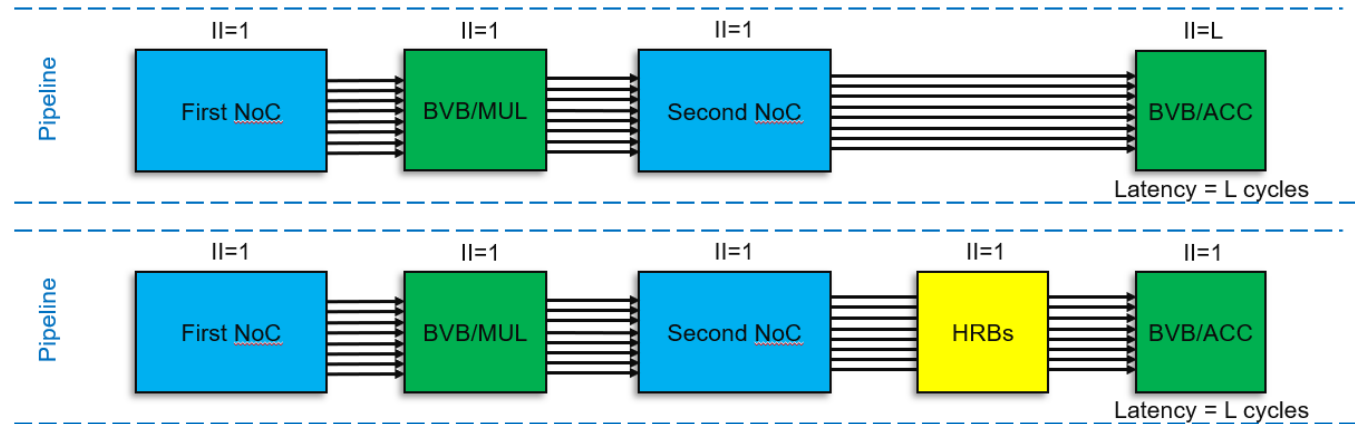 II=1 II=1 II=1 II=L
Pipeline
First NoC BVB/MUL Second NoC BVB/ACC
Latency = L cycles
II=1 II=1 II=1 II=1 II=1
Pipeline
First NoC BVB/MUL Second NoC HRBs BVB/ACC
Latency = L cycles